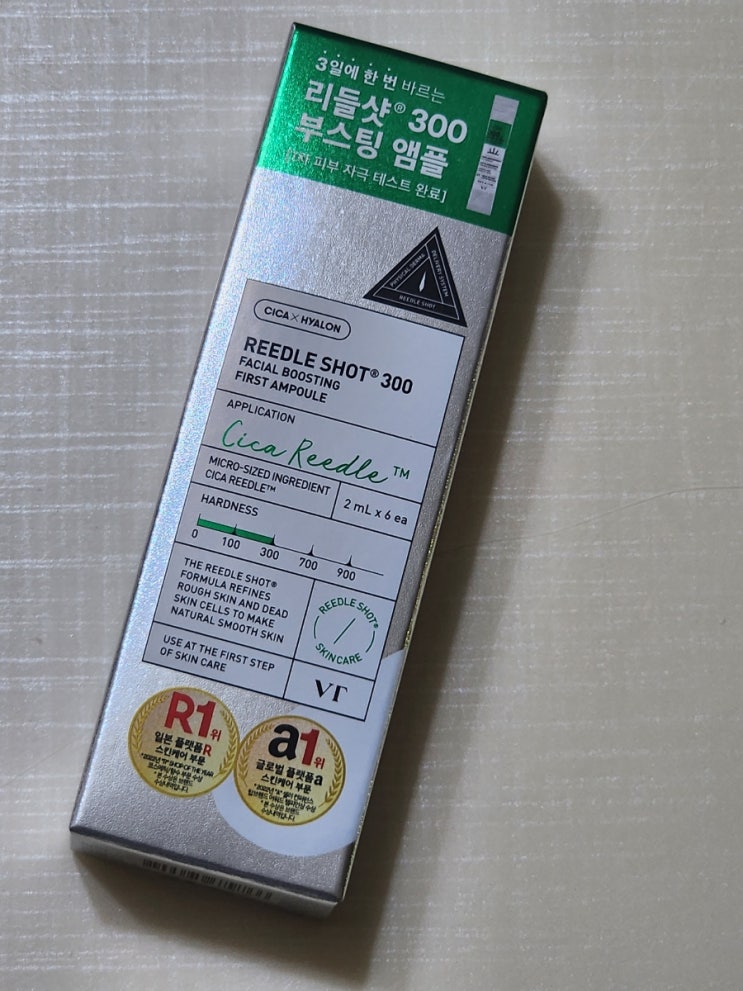 3일에 한 번 바르는
리들샷® 300
부스팅 앰플
피부 자극 테스트 완료]
PHYSICAL DERMA
DELIVERY SYSTEM
REEDLE SHOT
CICA × HYALON
REEDLE SHOT® 300
FACIAL BOOSTING
FIRST AMPOULE
APPLICATION
Cica Reedle™
MICRO-SIZED INGREDIENT
CICA REEDLE™
2 mL x 6 ea
HARDNESS
0 100 300 700 900
THE REEDLE SHOT®
FORMULA REFINES
ROUGH SKIN AND DEAD
SKIN CELLS TO MAKE
NATURAL SMOOTH SKIN
REEDLE SHOT®
SKINCARE
USE AT THE FIRST STEP
OF SKIN CARE
VT
R1위
일본 플랫폼R
스킨케어 부문
a1위
글로벌 플랫폼a
스킨케어 부문